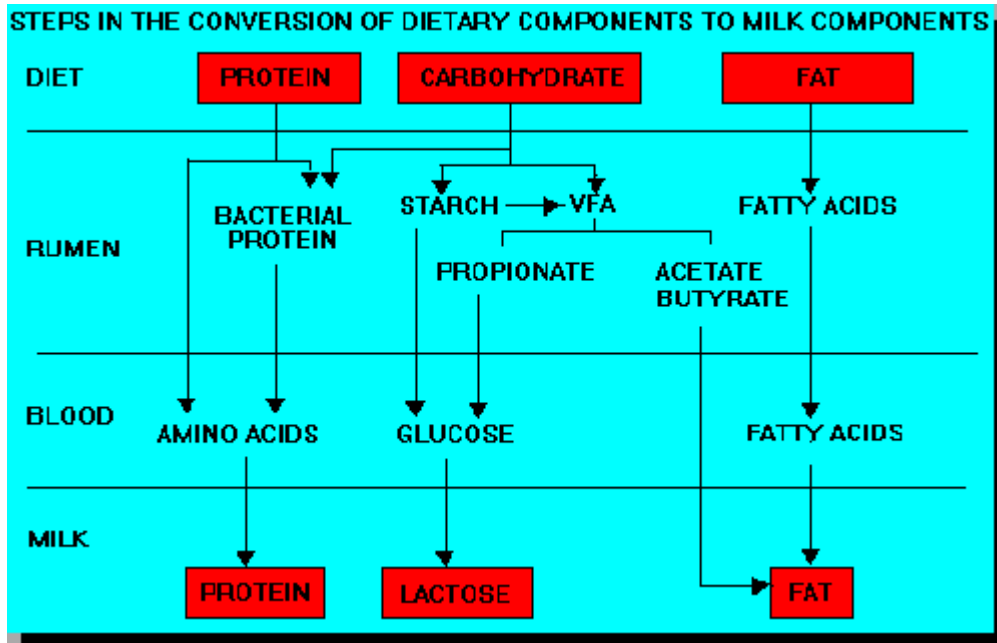 STEPS IN THE CONVERSION OF DIETARY COMPONENTS TO MILK COMPONENTS
DIET
PROTEIN
CARBOHYDRATE
FAT
RUMEN
BACTERIAL
PROTEIN
STARCH
VFA
FATTY ACIDS
PROPIONATE
ACETATE
BUTYRATE
BLOOD
AMINO ACIDS
GLUCOSE
FATTY ACIDS
MILK
PROTEIN
LACTOSE
FAT